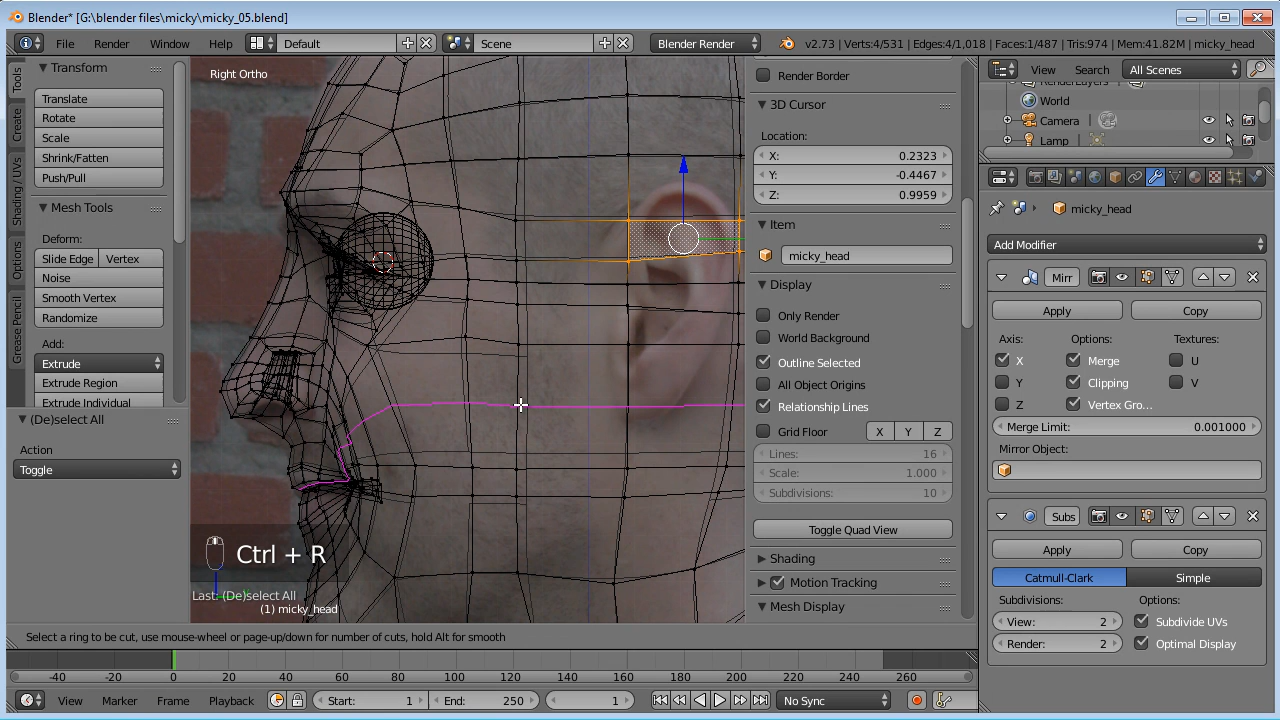 Blender* [G:\blender files\micky\micky_05.blend]
File Render Window Help Default Scene Blender Render v2.73 | Verts:4/531 | Edges:4/1,018 | Faces:1/487 | Tris:974 | Mem:41.82M | micky_head
Tools
Create
Shading/UVs
Options
Grease Pencil
Transform
Translate
Rotate
Scale
Shrink/Fatten
Push/Pull
Mesh Tools
Deform:
Slide Edge Vertex
Noise
Smooth Vertex
Randomize
Add:
Extrude
Extrude Region
Extrude Individual
(De)select All
Action
Toggle
Right Ortho
Ctrl + R
Last: (De)select All
(1) micky_head
Render Border
3D Cursor
Location:
X: 0.2323
Y: -0.4467
Z: 0.9959
Item
micky_head
Display
Only Render
World Background
Outline Selected
All Object Origins
Relationship Lines
Grid Floor X Y Z
Lines: 16
Scale: 1.000
Subdivisions: 10
Toggle Quad View
Shading
Motion Tracking
Mesh Display
View Search All Scenes
RenderLayers
World
Camera
Lamp
micky_head
Add Modifier
Mirr
Apply Copy
Axis: Options: Textures:
X Merge U
Y Clipping V
Z Vertex Gro...
Merge Limit: 0.001000
Mirror Object:
Subs
Apply Copy
Catmull-Clark Simple
Subdivisions: Options:
View: 2 Subdivide UVs
Render: 2 Optimal Display
Select a ring to be cut, use mouse-wheel or page-up/down for number of cuts, hold Alt for smooth
-40 -20 0 20 40 60 80 100 120 140 160 180 200 220 240 260
View Marker Frame Playback Start: 1 End: 250 1 No Sync